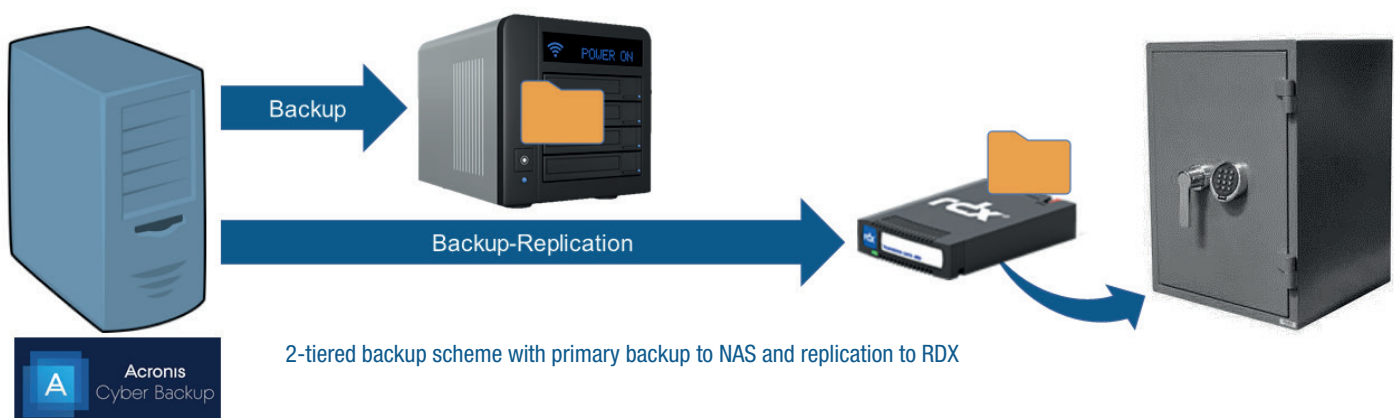 POWER ON
Backup
rdx
Backup-Replication
rdx
2-tiered backup scheme with primary backup to NAS and replication to RDX
A
Acronis
Cyber Backup